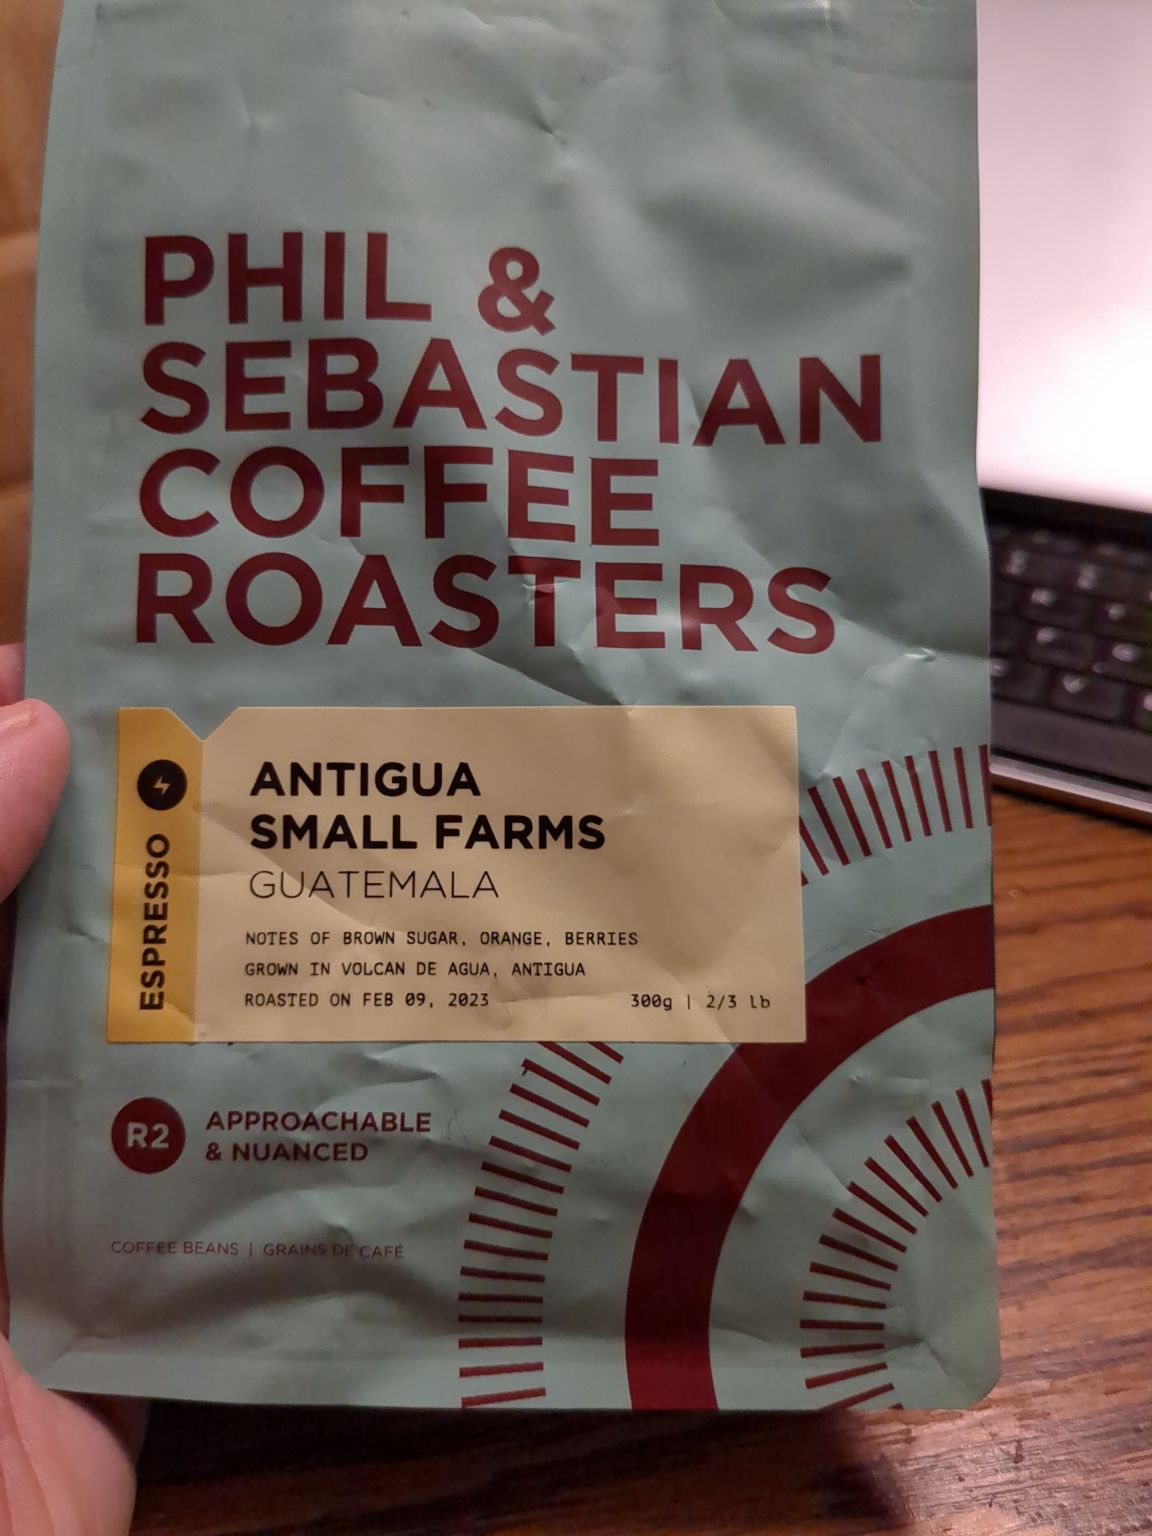 PHIL &
SEBASTIAN
COFFEE
ROASTERS
ESPRESSO
ANTIGUA
SMALL FARMS
GUATEMALA
NOTES OF BROWN SUGAR, ORANGE, BERRIES
GROWN IN VOLCAN DE AGUA, ANTIGUA
ROASTED ON FEB 09, 2023 300g | 2/3 lb
R2 APPROACHABLE
& NUANCED
COFFEE BEANS | GRAINS DE CAFÉ